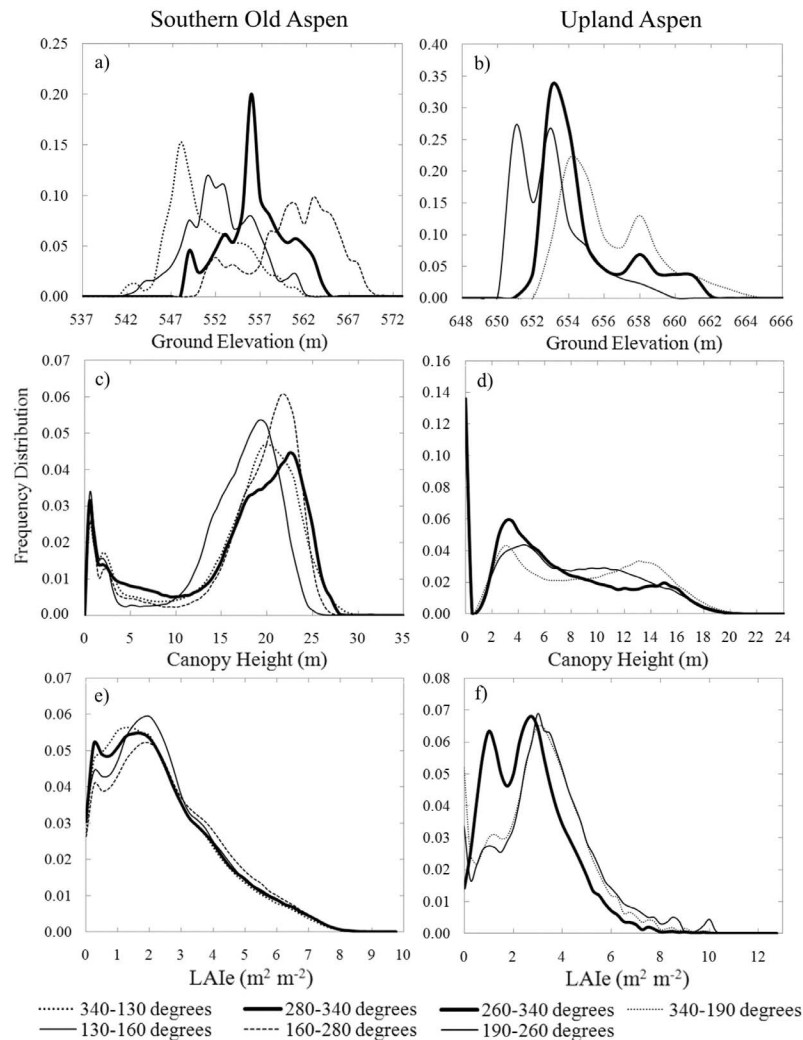 Southern Old Aspen
Upland Aspen
a)
0.25
0.20
0.15
0.10
0.05
0.00
537 542 547 552 557 562 567 572
Ground Elevation (m)
b)
0.40
0.35
0.30
0.25
0.20
0.15
0.10
0.05
0.00
648 650 652 654 656 658 660 662 664 666
Ground Elevation (m)
Frequency Distribution
c)
0.07
0.06
0.05
0.04
0.03
0.02
0.01
0.00
0 5 10 15 20 25 30 35
Canopy Height (m)
d)
0.16
0.14
0.12
0.10
0.08
0.06
0.04
0.02
0.00
0 2 4 6 8 10 12 14 16 18 20 22 24
Canopy Height (m)
e)
0.07
0.06
0.05
0.04
0.03
0.02
0.01
0.00
0 1 2 3 4 5 6 7 8 9 10
LAIe (m² m⁻²)
f)
0.08
0.07
0.06
0.05
0.04
0.03
0.02
0.01
0.00
0 2 4 6 8 10 12
LAIe (m² m⁻²)
340-130 degrees 280-340 degrees 260-340 degrees 340-190 degrees
130-160 degrees 160-280 degrees 190-260 degrees